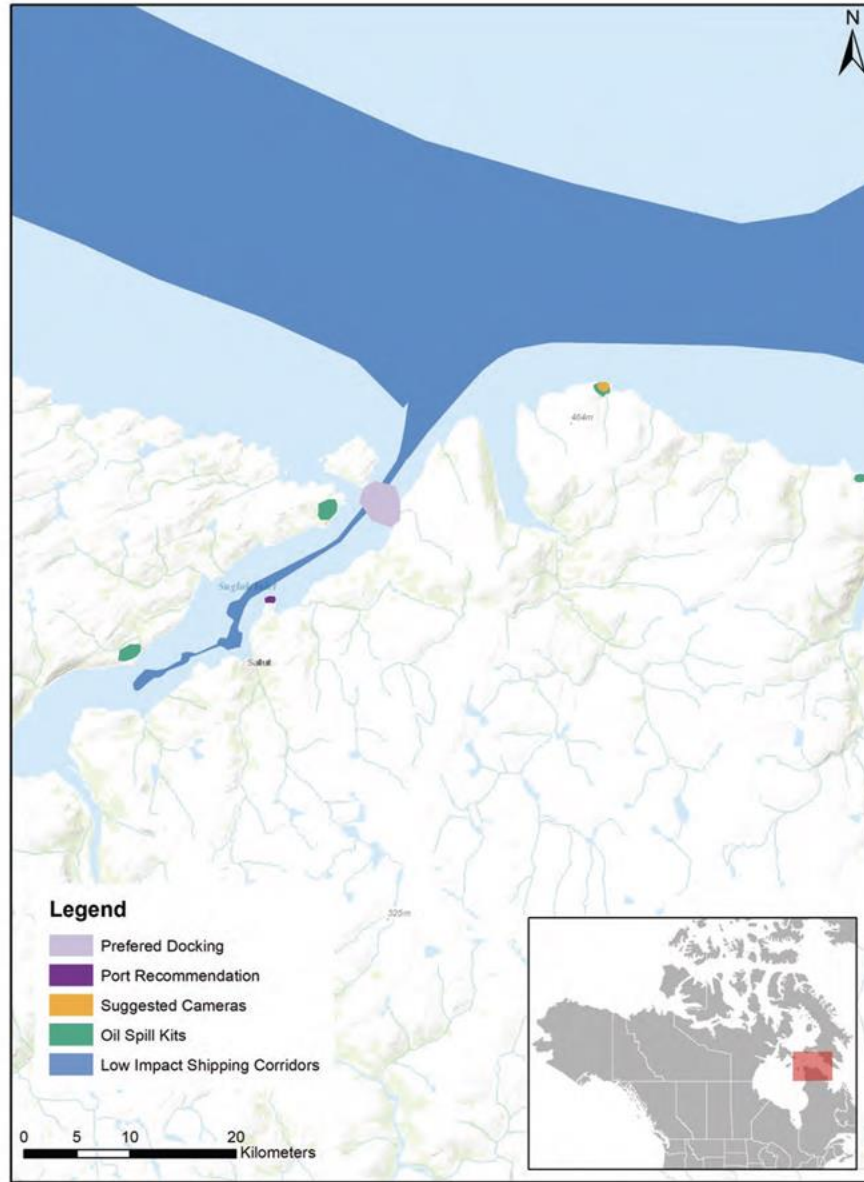 N
464m
Salluit
320m
Legend
Prefered Docking
Port Recommendation
Suggested Cameras
Oil Spill Kits
Low Impact Shipping Corridors
0 5 10 20
Kilometers